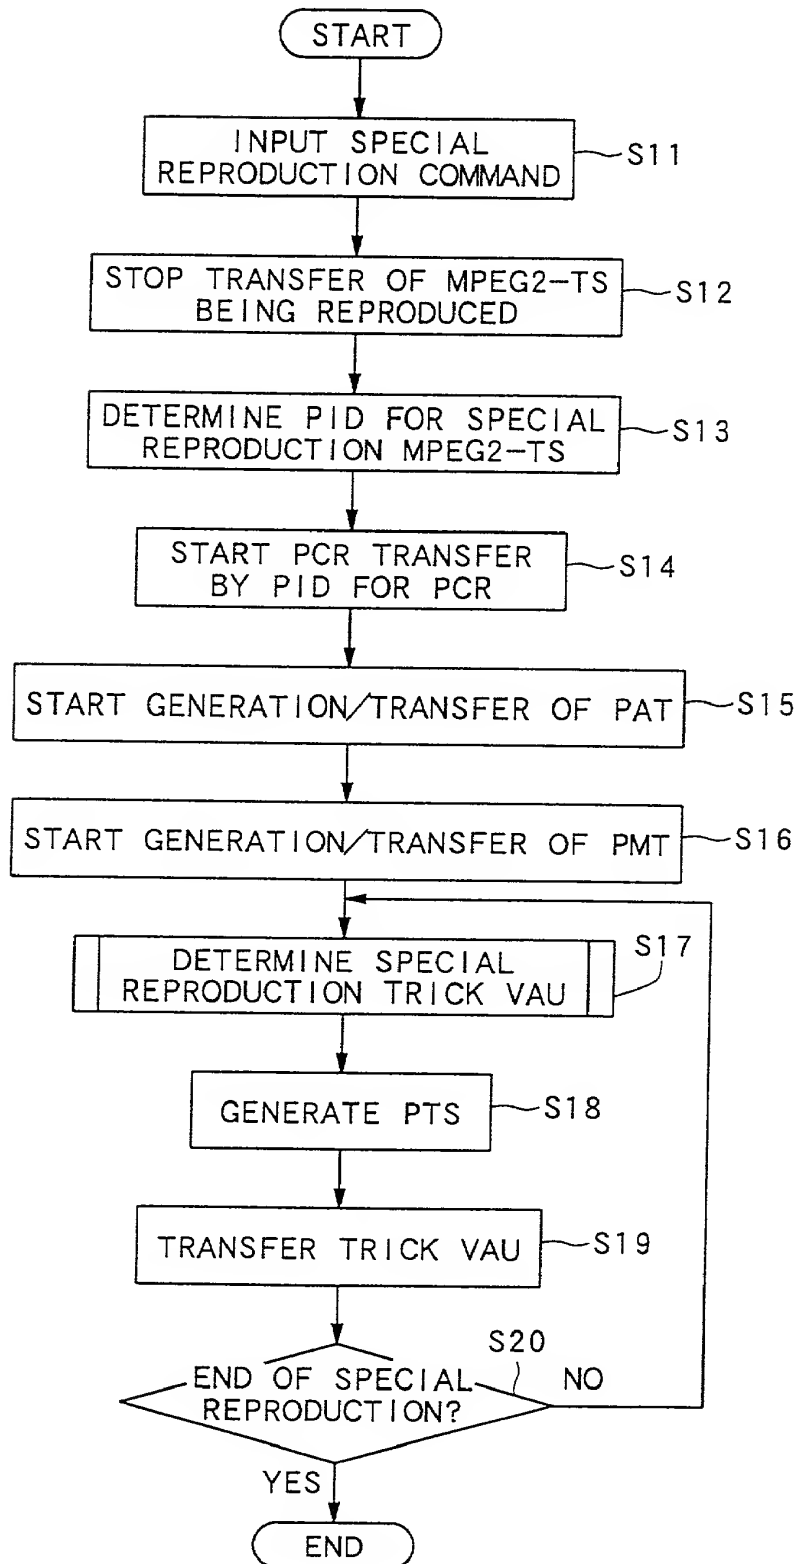 START
INPUT SPECIAL
REPRODUCTION COMMAND
S11
STOP TRANSFER OF MPEG2-TS
BEING REPRODUCED
S12
DETERMINE PID FOR SPECIAL
REPRODUCTION MPEG2-TS
S13
START PCR TRANSFER
BY PID FOR PCR
S14
START GENERATION/TRANSFER OF PAT
S15
START GENERATION/TRANSFER OF PMT
S16
DETERMINE SPECIAL
REPRODUCTION TRICK VAU
S17
GENERATE PTS
S18
TRANSFER TRICK VAU
S19
END OF SPECIAL
REPRODUCTION?
S20
NO
YES
END